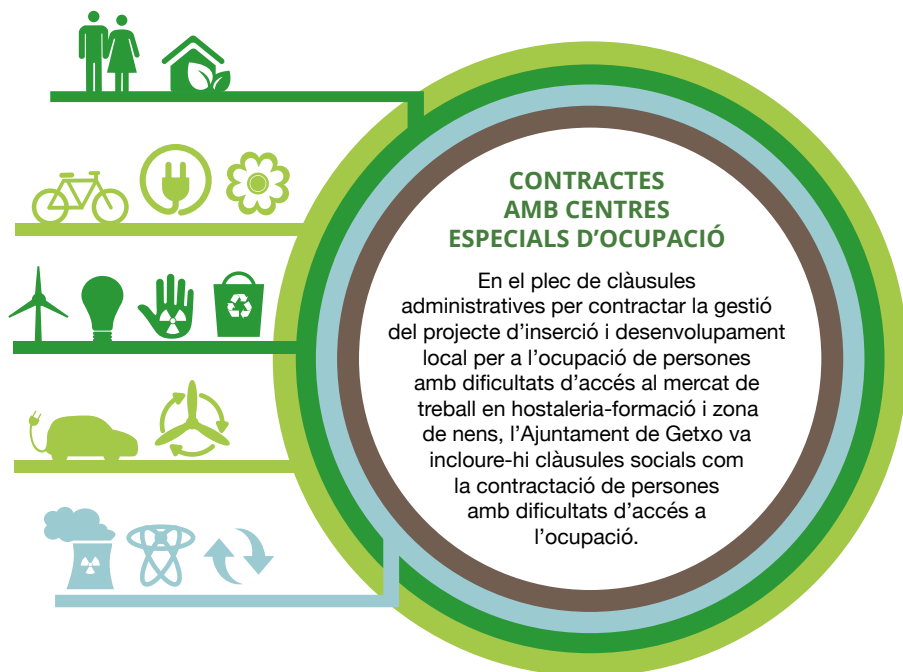 CONTRACTES
AMB CENTRES
ESPECIALS D'OCUPACIÓ
En el plec de clàusules
administratives per contractar la gestió
del projecte d'inserció i desenvolupament
local per a l'ocupació de persones
amb dificultats d'accés al mercat de
treball en hostaleria-formació i zona
de nens, l'Ajuntament de Getxo va
incloure-hi clàusules socials com
la contractació de persones
amb dificultats d'accés a
l'ocupació.